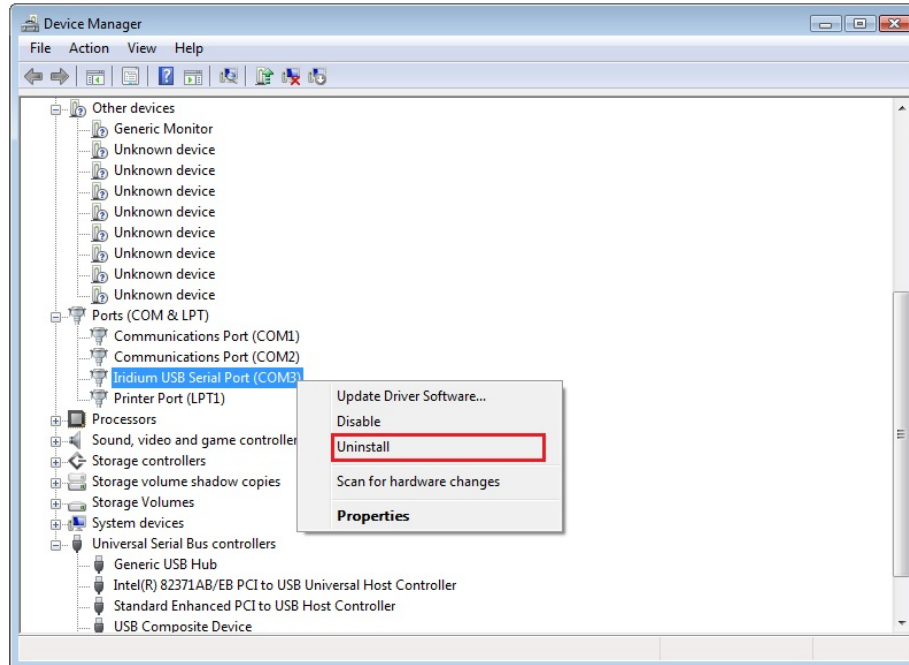 Device Manager
File Action View Help
Other devices
Generic Monitor
Unknown device
Unknown device
Unknown device
Unknown device
Unknown device
Unknown device
Unknown device
Unknown device
Ports (COM & LPT)
Communications Port (COM1)
Communications Port (COM2)
Iridium USB Serial Port (COM3)
Printer Port (LPT1)
Processors
Sound, video and game controller
Storage controllers
Storage volume shadow copies
Storage Volumes
System devices
Universal Serial Bus controllers
Generic USB Hub
Intel(R) 82371AB/EB PCI to USB Universal Host Controller
Standard Enhanced PCI to USB Host Controller
USB Composite Device
Update Driver Software...
Disable
Uninstall
Scan for hardware changes
Properties